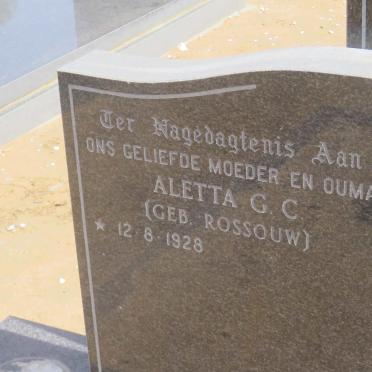 Ter Nagedagtenis Aan
ONS GELIEFDE MOEDER EN OUMA
ALETTA G. C.
(GEB. ROSSOUW)
* 12·8·1928